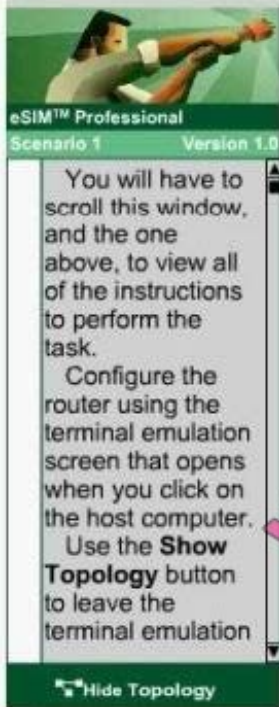 eSIM™ Professional
Scenario 1 Version 1.0
You will have to
scroll this window,
and the one
above, to view all
of the instructions
to perform the
task.
Configure the
router using the
terminal emulation
screen that opens
when you click on
the host computer.
Use the Show
Topology button
to leave the
terminal emulation
Hide Topology